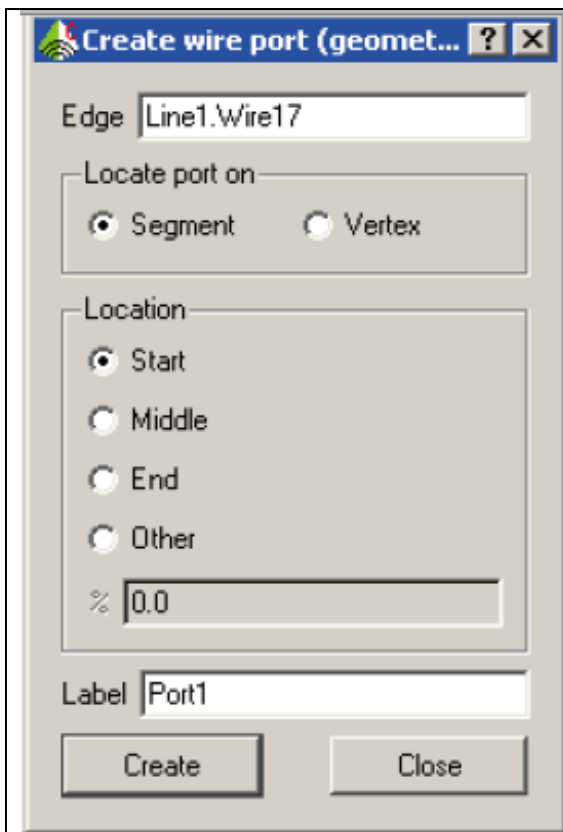 Create wire port (geomet... ? X
Edge Line1.Wire17
Locate port on
Segment Vertex
Location
Start
Middle
End
Other
% 0.0
Label Port1
Create Close